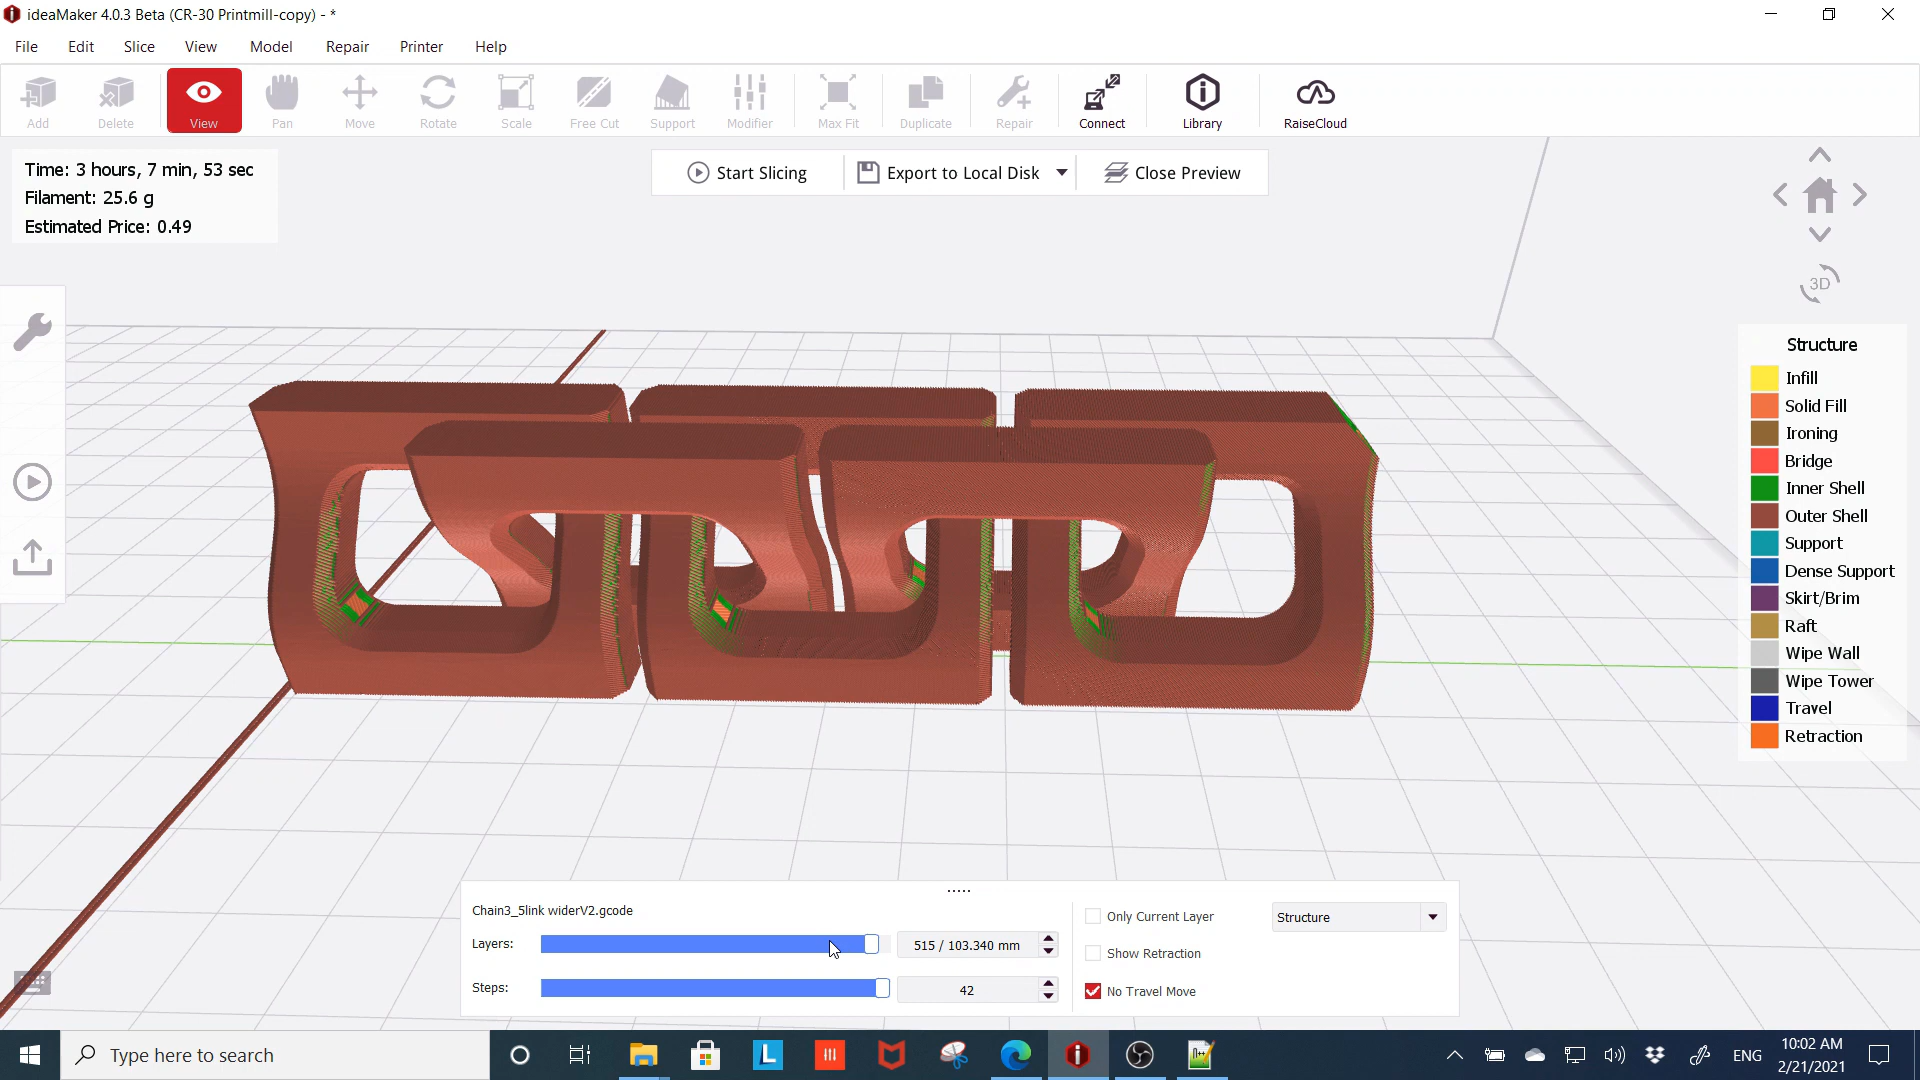 ideaMaker 4.0.3 Beta (CR-30 Printmill-copy) - *
File Edit Slice View Model Repair Printer Help
Add Delete View Pan Move Rotate Scale Free Cut Support Modifier Max Fit Duplicate Repair Connect Library RaiseCloud
Time: 3 hours, 7 min, 53 sec
Filament: 25.6 g
Estimated Price: 0.49
Start Slicing Export to Local Disk Close Preview
3D
Structure
Infill
Solid Fill
Ironing
Bridge
Inner Shell
Outer Shell
Support
Dense Support
Skirt/Brim
Raft
Wipe Wall
Wipe Tower
Travel
Retraction
Chain3_5link widerV2.gcode
Layers: 515 / 103.340 mm
Steps: 42
Only Current Layer
Structure
Show Retraction
No Travel Move
Type here to search
L
ENG
10:02 AM
2/21/2021